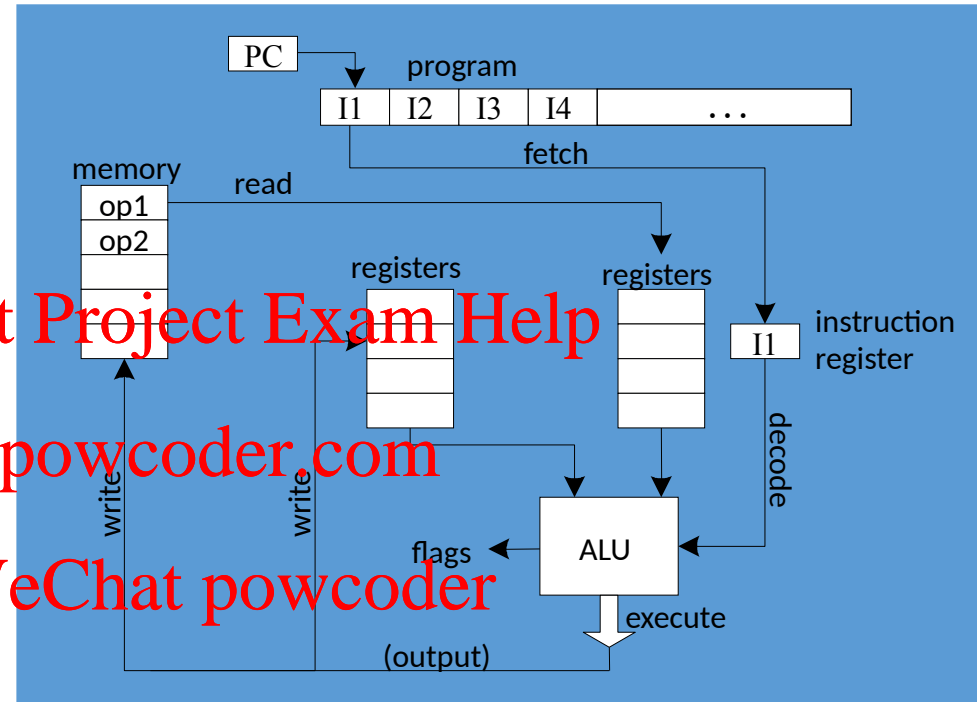 PC
program
I1 I2 I3 I4 ...
fetch
memory
read
op1
op2
registers
registers
t Project Exam Help
I1
instruction
register
decode
powcoder.com
write
write
flags
ALU
eChat powcoder
execute
(output)